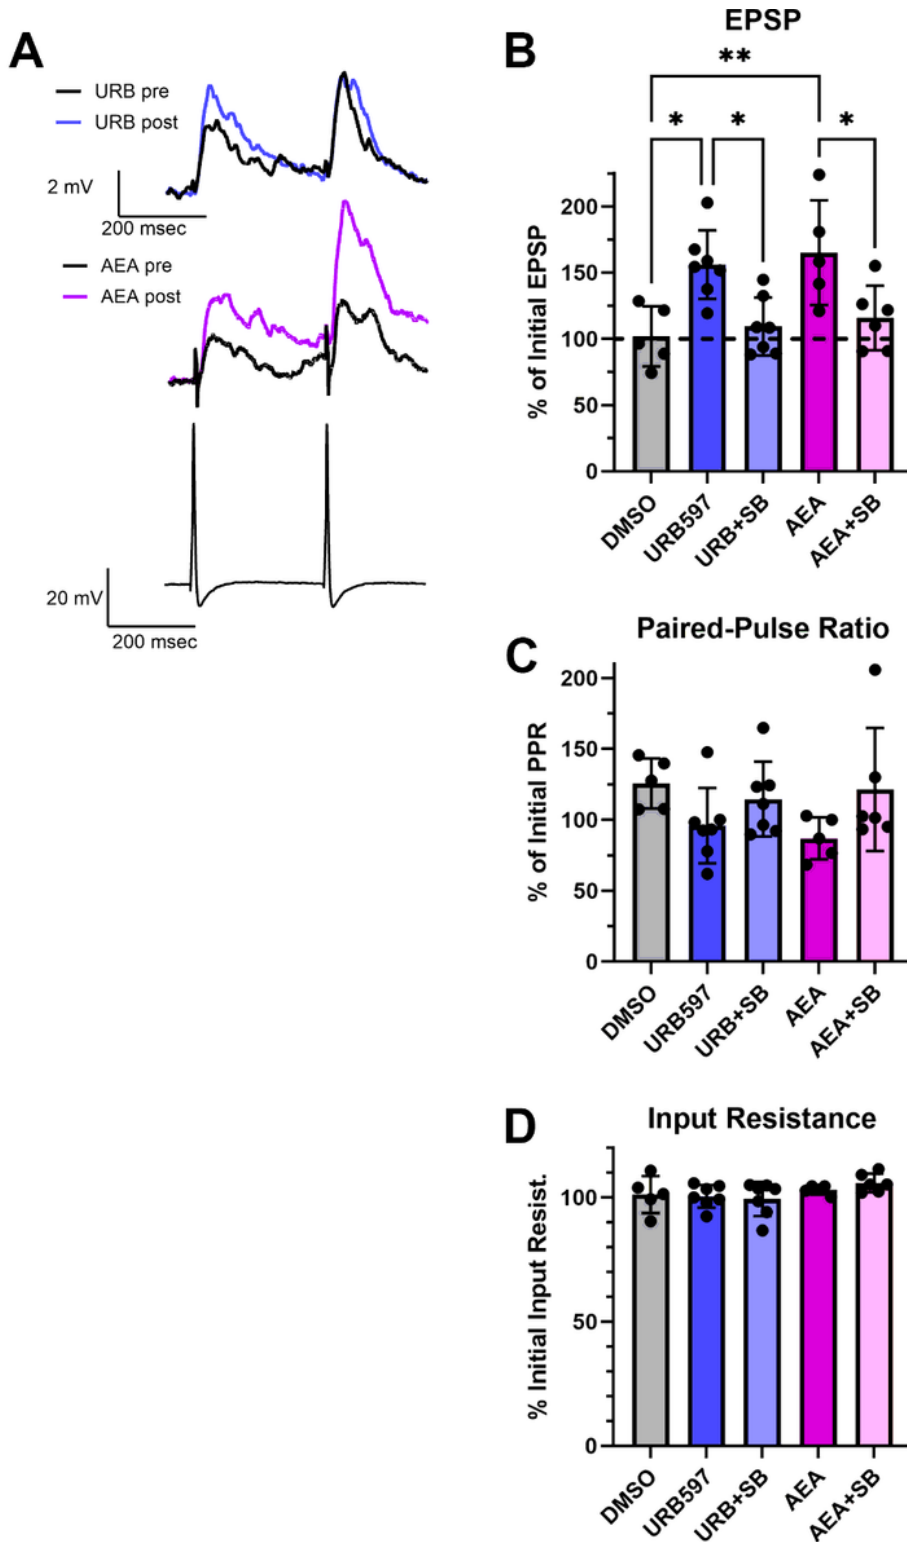 A
URB pre
URB post
2 mV
200 msec
AEA pre
AEA post
20 mV
200 msec
B
EPSP
**
*
*
*
% of Initial EPSP
200
150
100
50
0
DMSO
URB597
URB+SB
AEA
AEA+SB
C
Paired-Pulse Ratio
% of Initial PPR
200
150
100
50
0
DMSO
URB597
URB+SB
AEA
AEA+SB
D
Input Resistance
% Initial Input Resist.
100
50
0
DMSO
URB597
URB+SB
AEA
AEA+SB